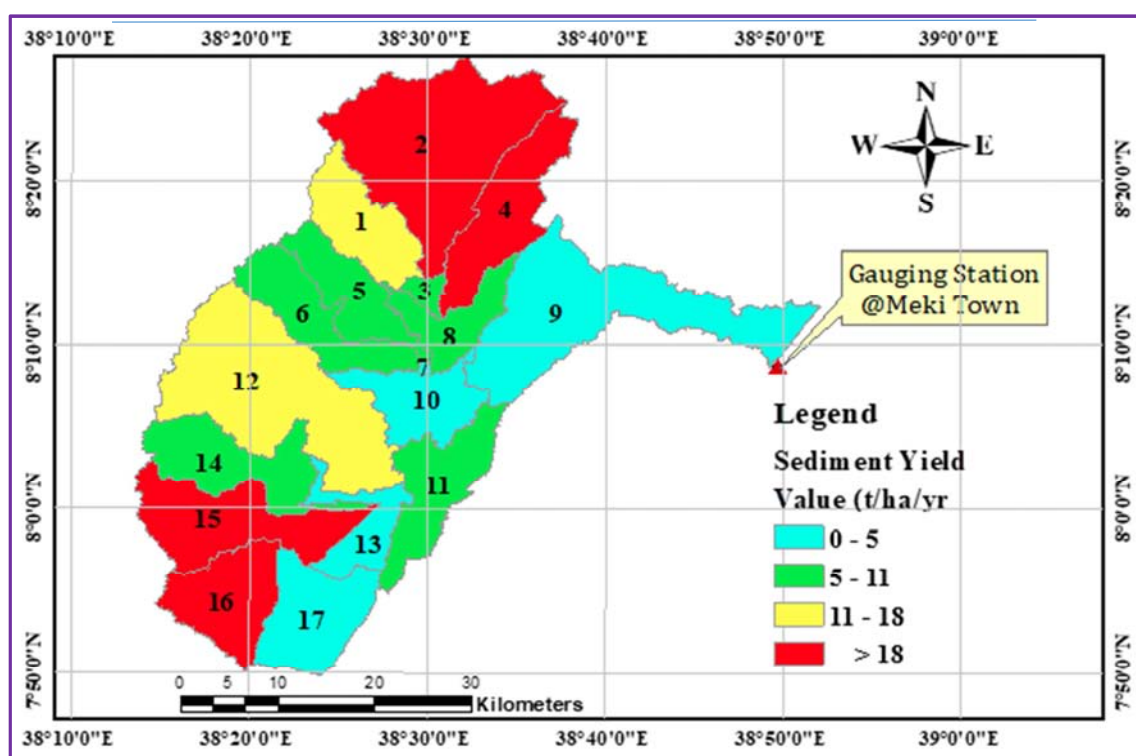 38°10'0"E 38°20'0"E 38°30'0"E 38°40'0"E 38°50'0"E 39°0'0"E
N
W E
S
8°20'0"N 8°20'0"N
8°10'0"N 8°10'0"N
8°0'0"N 8°0'0"N
7°50'0"N 7°50'0"N
2
4
1
5
3
6
8
9
7
12
10
14
11
15
13
16
17
Gauging Station
@Meki Town
Legend
Sediment Yield
Value (t/ha/yr
0 - 5
5 - 11
11 - 18
> 18
0 5 10 20 30
Kilometers
38°10'0"E 38°20'0"E 38°30'0"E 38°40'0"E 38°50'0"E 39°0'0"E